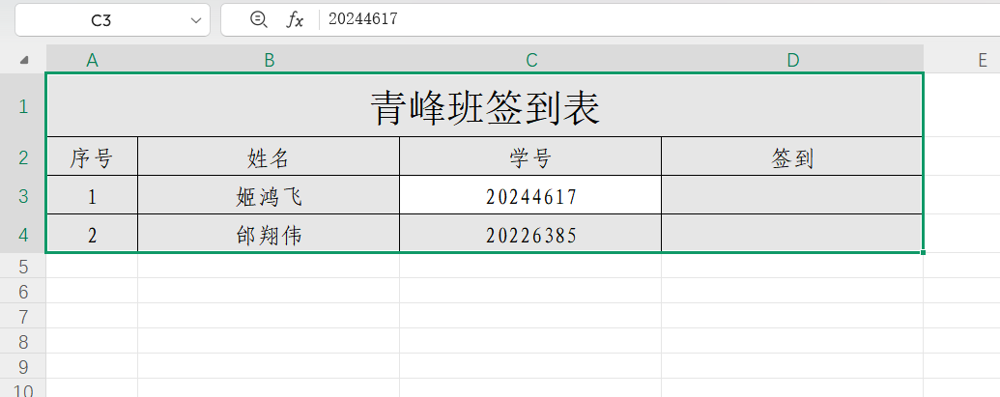 C3 fx 20244617
A B C D E
1 青峰班签到表
2 序号 姓名 学号 签到
3 1 姬鸿飞 20244617
4 2 邰翔伟 20226385
5
6
7
8
9
10